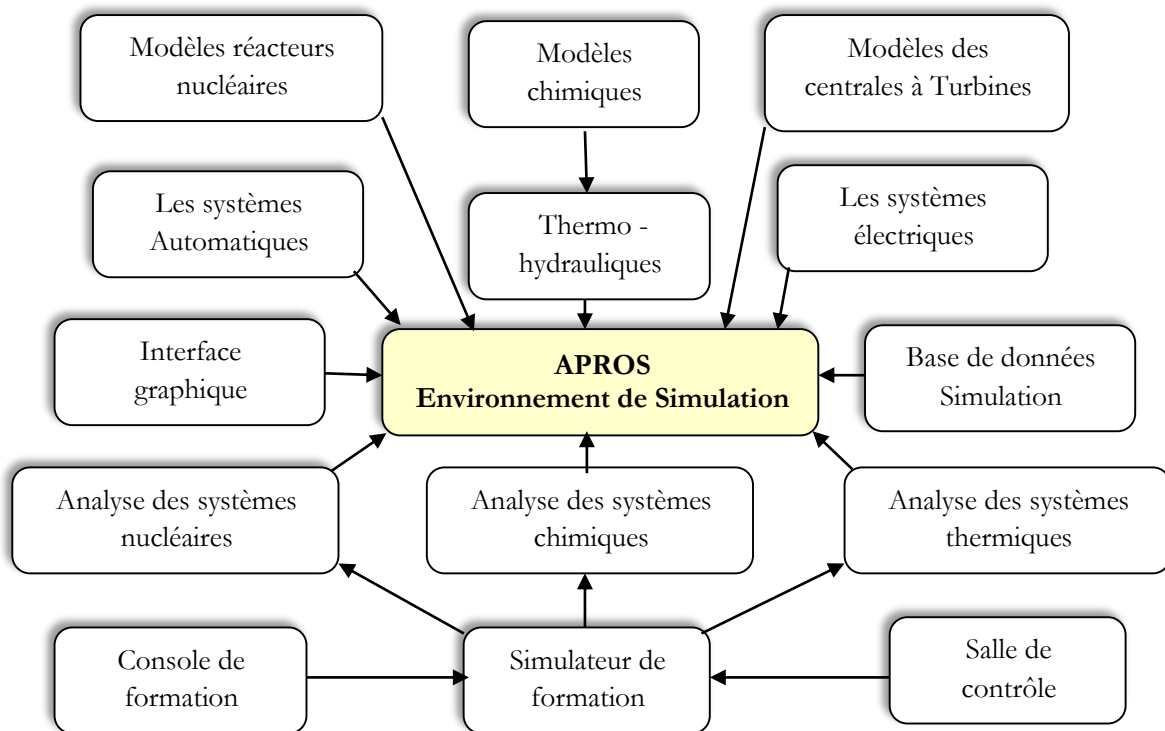 Modèles réacteurs
nucléaires
Modèles
chimiques
Modèles des
centrales à Turbines
Les systèmes
Automatiques
Thermo -
hydrauliques
Les systèmes
électriques
Interface
graphique
APROS
Environnement de Simulation
Base de données
Simulation
Analyse des systèmes
nucléaires
Analyse des systèmes
chimiques
Analyse des systèmes
thermiques
Console de
formation
Simulateur de
formation
Salle de
contrôle